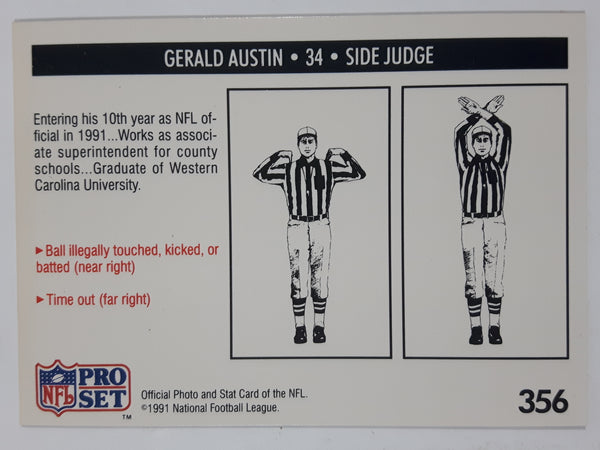 GERALD AUSTIN • 34 • SIDE JUDGE
Entering his 10th year as NFL of-
ficial in 1991...Works as associ-
ate superintendent for county
schools...Graduate of Western
Carolina University.
▸Ball illegally touched, kicked, or
batted (near right)
▸Time out (far right)
NFL
PRO
SET
TM
Official Photo and Stat Card of the NFL.
©1991 National Football League.
356